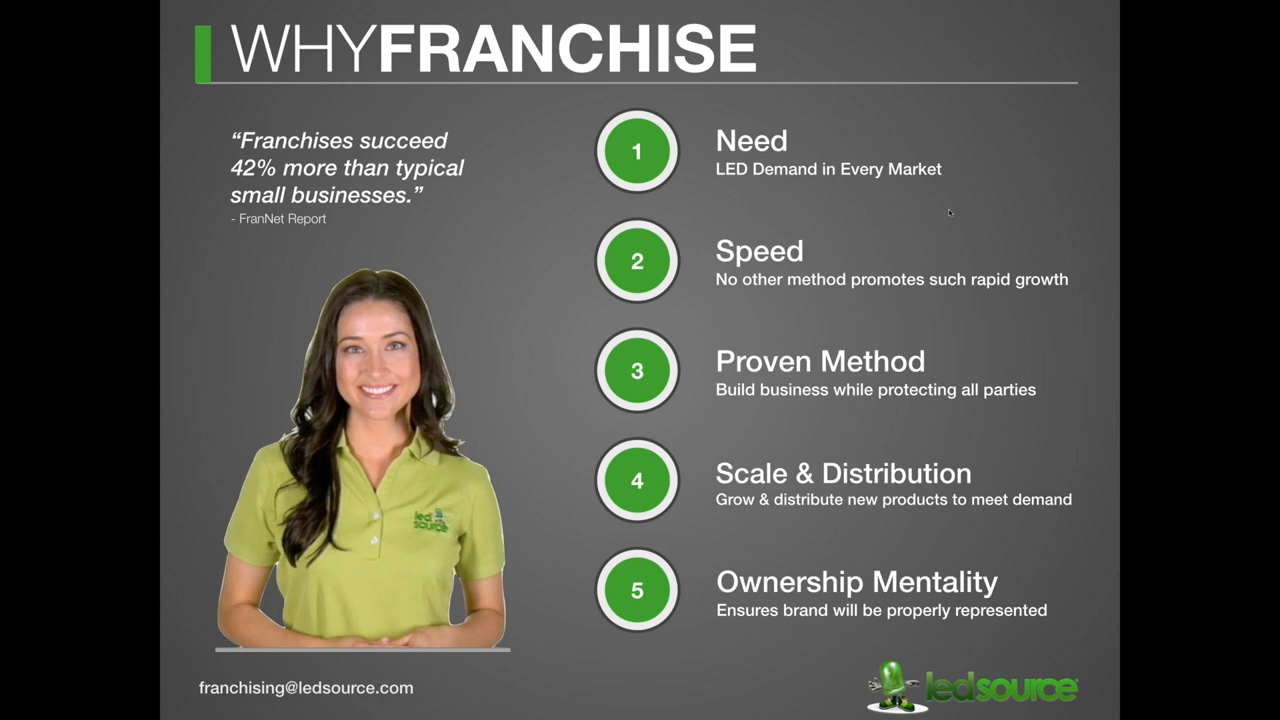 WHYFRANCHISE
“Franchises succeed
42% more than typical
small businesses.”
- FranNet Report
1
Need
LED Demand in Every Market
2
Speed
No other method promotes such rapid growth
3
Proven Method
Build business while protecting all parties
4
Scale & Distribution
Grow & distribute new products to meet demand
5
Ownership Mentality
Ensures brand will be properly represented
led
source
franchising@ledsource.com
ledsource